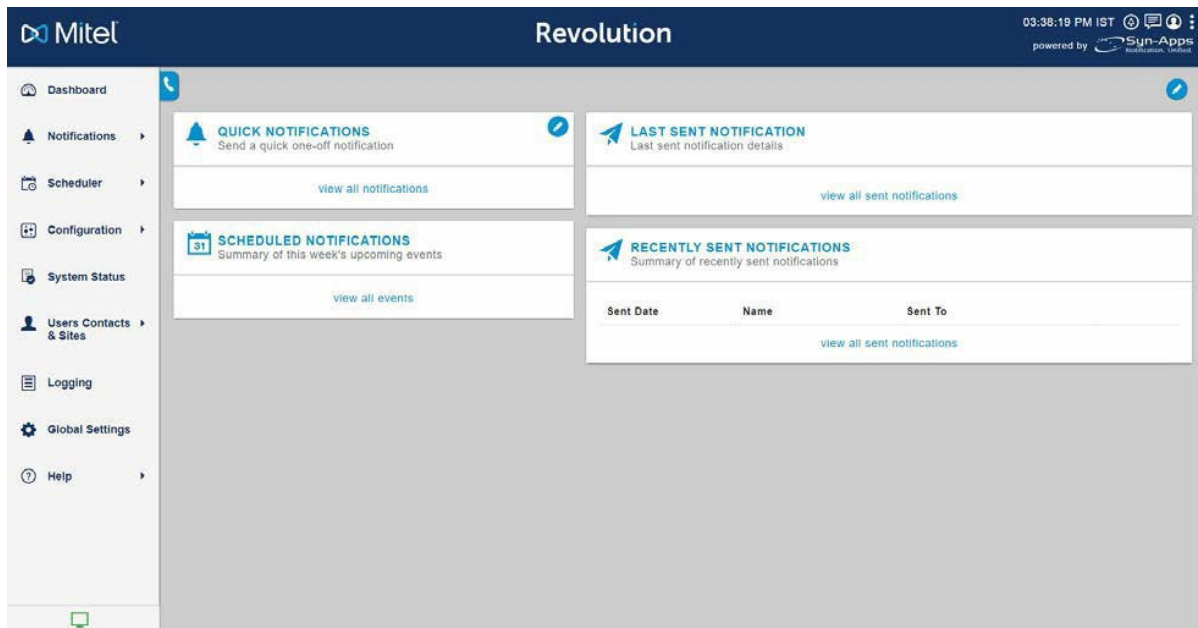 Mitel
Revolution
03:38:19 PM IST
powered by Syn-Apps
Notification. Unified.
Dashboard
Notifications
Scheduler
Configuration
System Status
Users Contacts
& Sites
Logging
Global Settings
Help
QUICK NOTIFICATIONS
Send a quick one-off notification
view all notifications
SCHEDULED NOTIFICATIONS
31
Summary of this week's upcoming events
view all events
LAST SENT NOTIFICATION
Last sent notification details
view all sent notifications
RECENTLY SENT NOTIFICATIONS
Summary of recently sent notifications
Sent Date Name Sent To
view all sent notifications